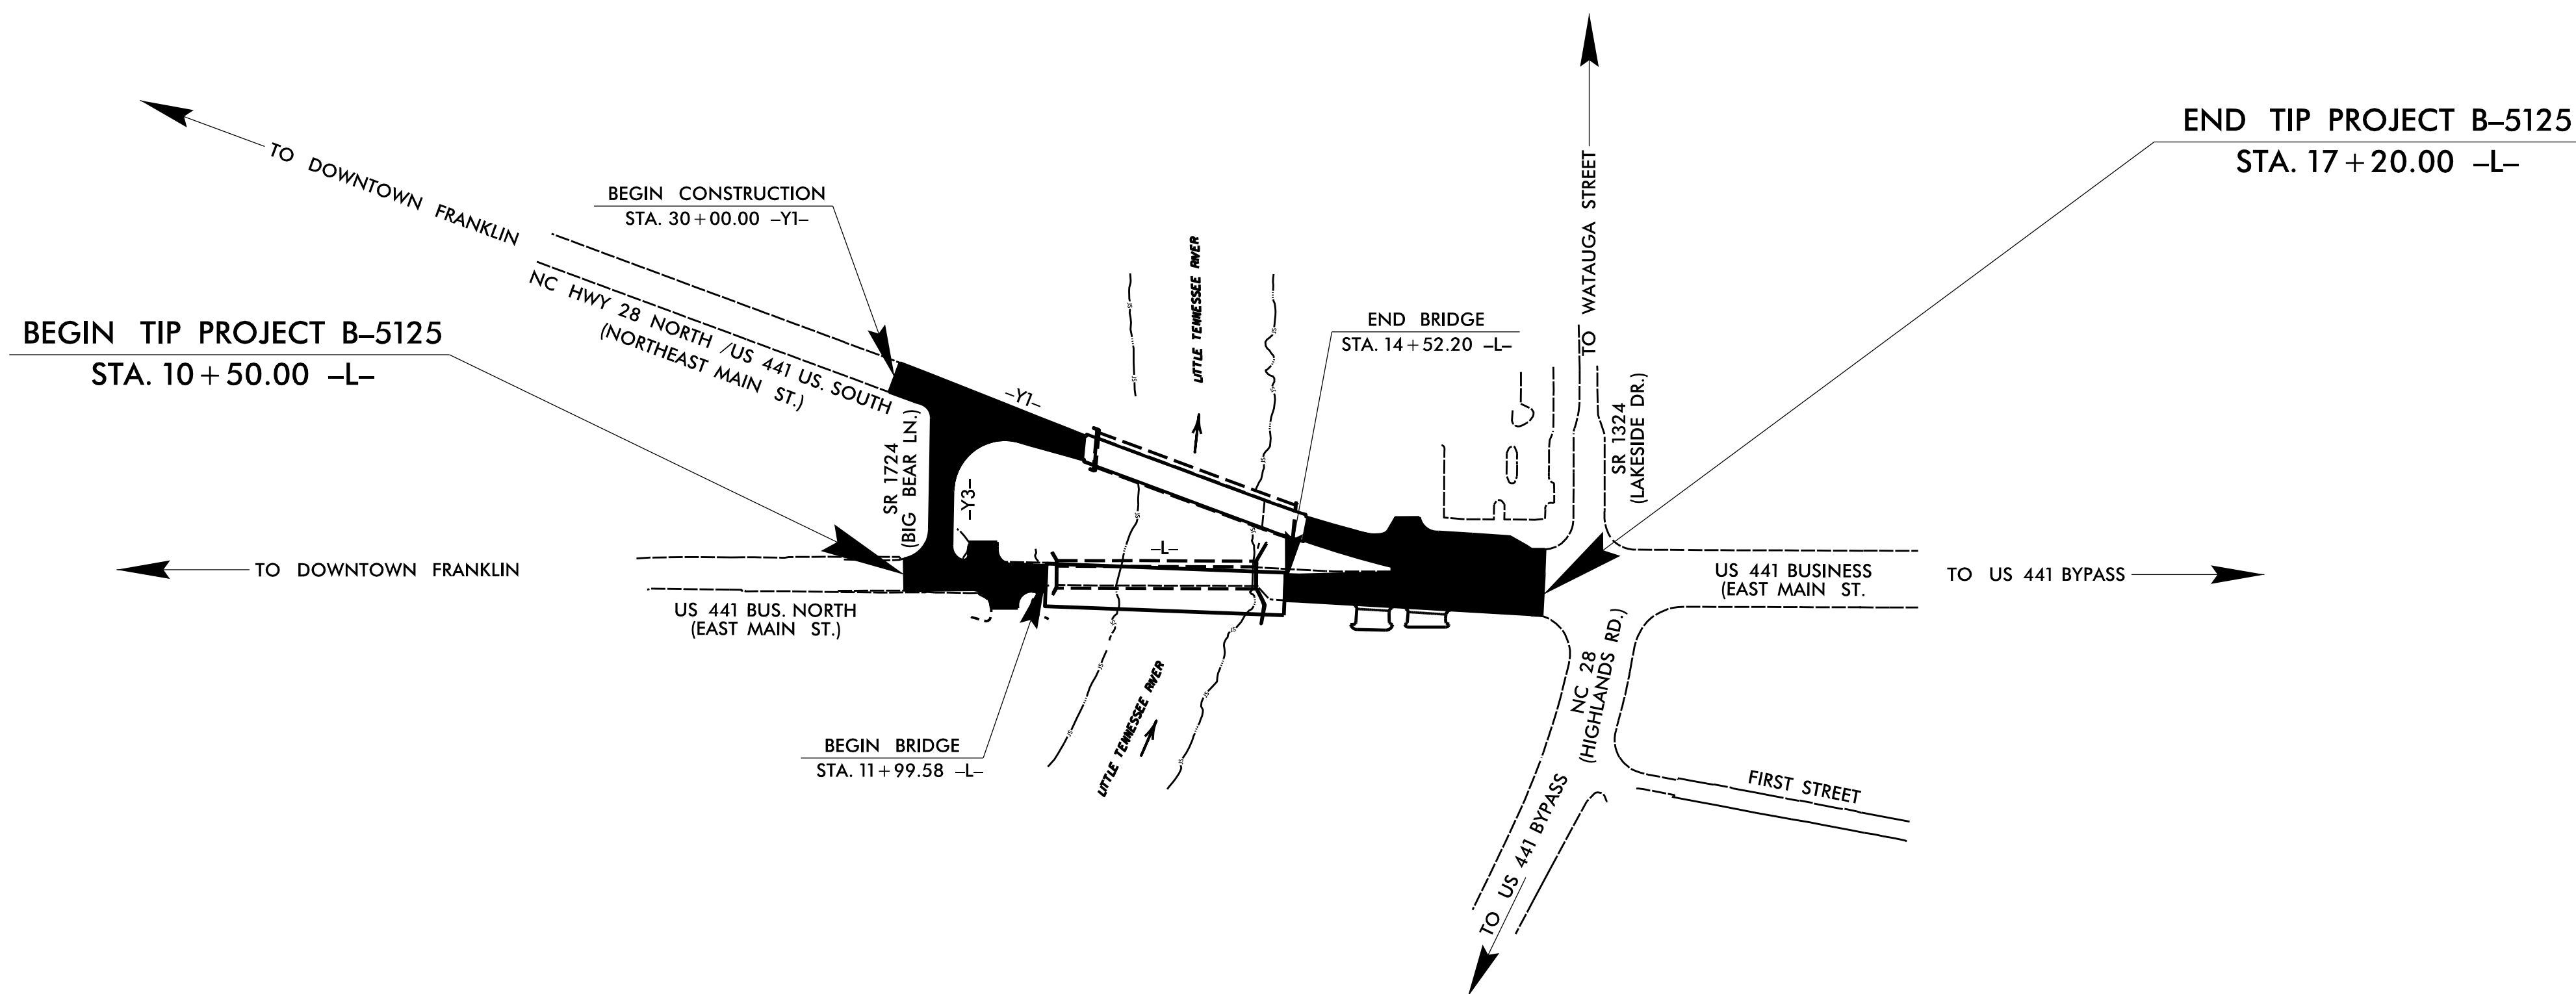 TO DOWNTOWN FRANKLIN
BEGIN CONSTRUCTION
STA. 30+00.00 –Y1–
END TIP PROJECT B–5125
STA. 17+20.00 –L–
TO WATAUGA STREET
NC HWY 28 NORTH /US 441 US. SOUTH
(NORTHEAST MAIN ST.)
LITTLE TENNESSEE RIVER
END BRIDGE
STA. 14+52.20 –L–
BEGIN TIP PROJECT B–5125
STA. 10+50.00 –L–
–Y1–
SR 1724
(BIG BEAR LN.)
–Y3–
SR 1324
(LAKESIDE DR.)
–L–
TO DOWNTOWN FRANKLIN
US 441 BUS. NORTH
(EAST MAIN ST.)
US 441 BUSINESS
(EAST MAIN ST.
TO US 441 BYPASS
NC 28
(HIGHLANDS RD.)
LITTLE TENNESSEE RIVER
BEGIN BRIDGE
STA. 11+99.58 –L–
FIRST STREET
TO US 441 BYPASS